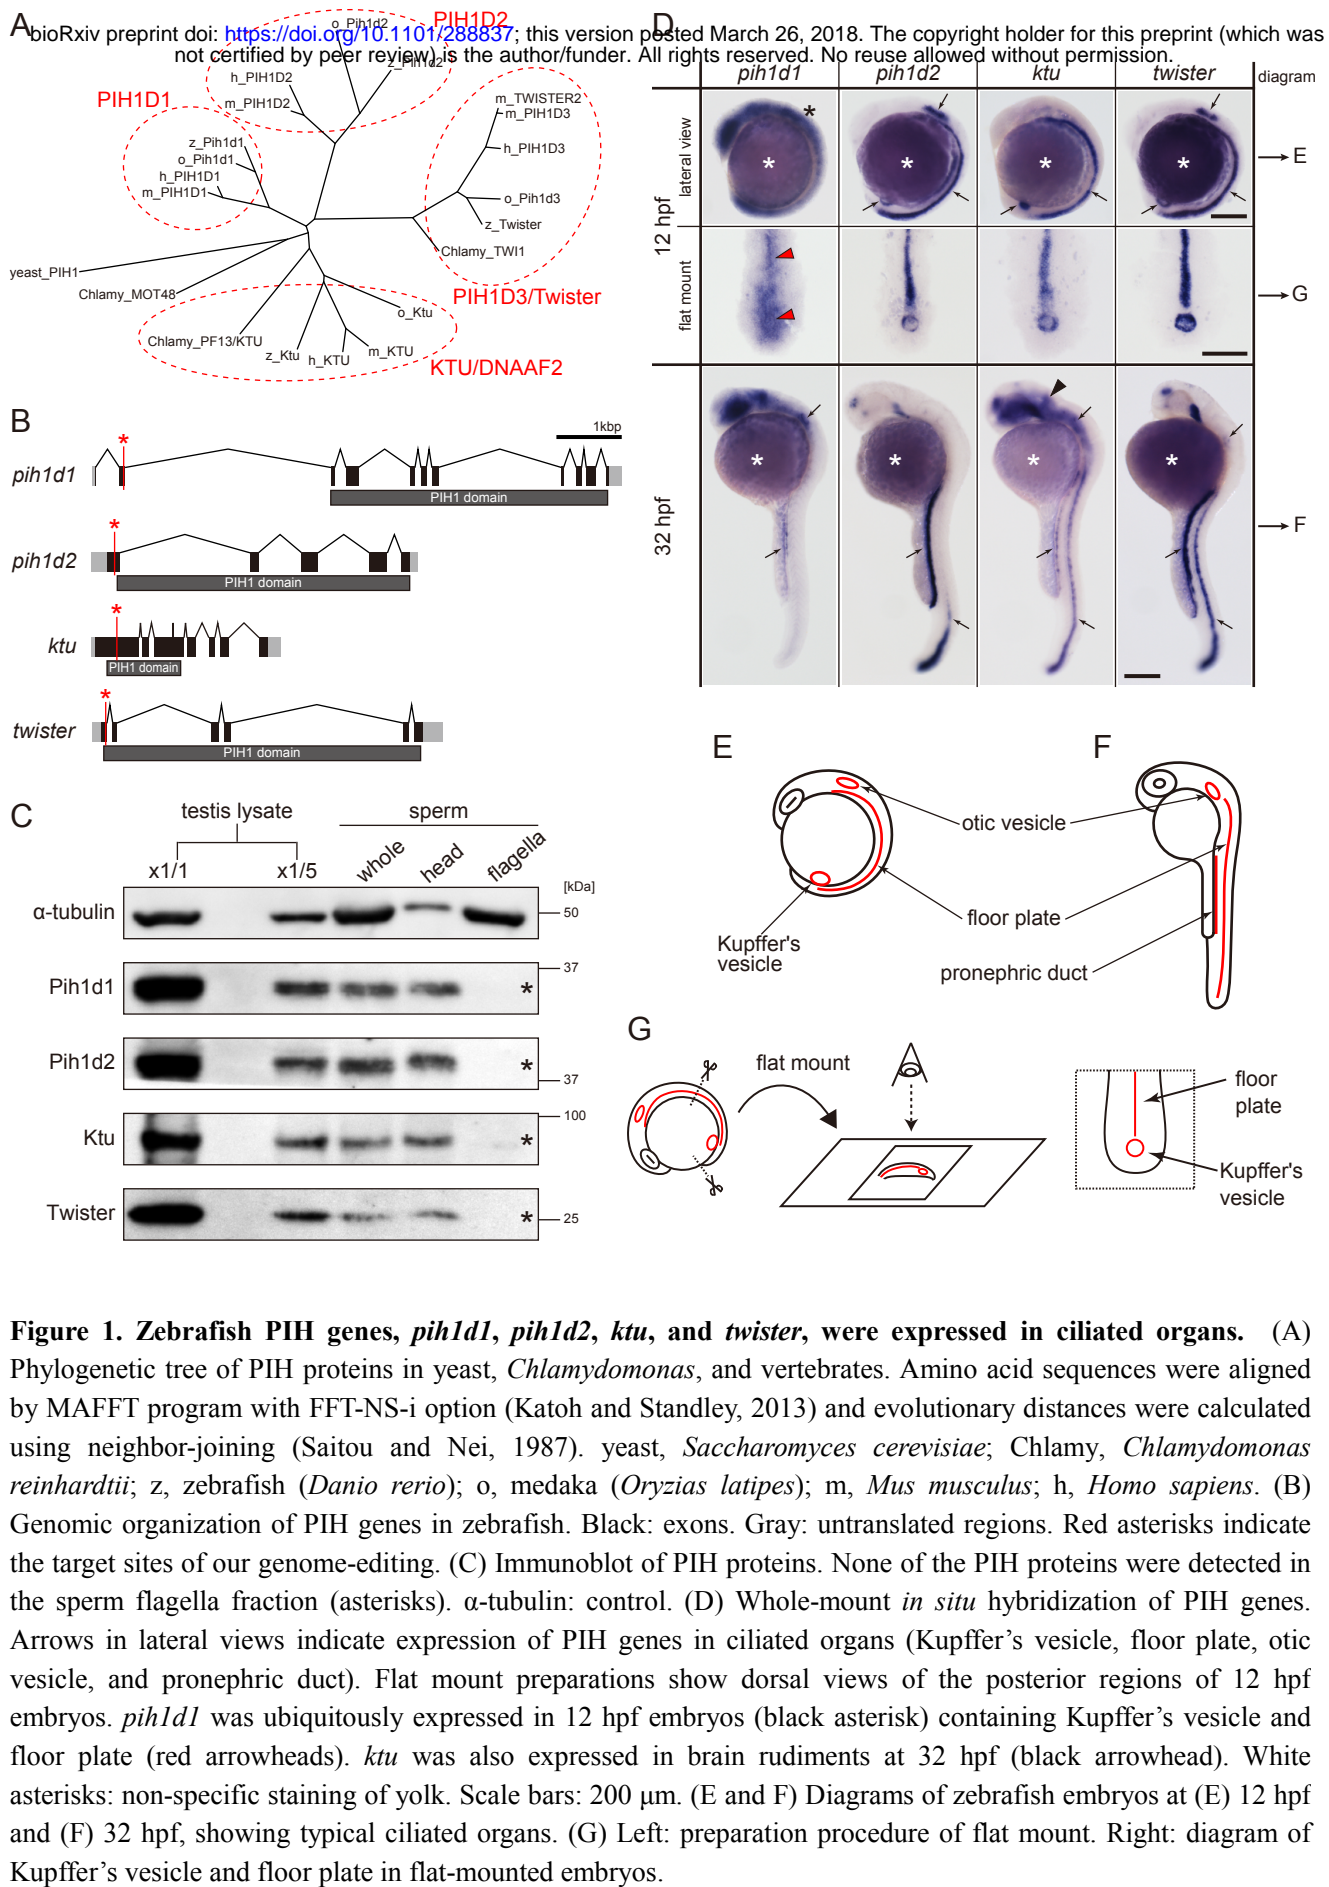 bioRxiv preprint doi: https://doi.org/10.1101/288837; this version posted March 26, 2018. The copyright holder for this preprint (which was
not certified by peer review) is the author/funder. All rights reserved. No reuse allowed without permission.
A
PIH1D2
o_Pih1d2
z_Pih1d2
h_PIH1D2
m_PIH1D2
PIH1D1
z_Pih1d1
o_Pih1d1
h_PIH1D1
m_PIH1D1
m_TWISTER2
m_PIH1D3
h_PIH1D3
o_Pih1d3
z_Twister
Chlamy_TWI1
PIH1D3/Twister
yeast_PIH1
Chlamy_MOT48
Chlamy_PF13/KTU
z_Ktu
h_KTU
m_KTU
o_Ktu
KTU/DNAAF2
B
1kbp
*
pih1d1
PIH1 domain
*
pih1d2
PIH1 domain
*
ktu
PIH1 domain
*
twister
PIH1 domain
C
testis lysate
sperm
x1/1
x1/5
whole
head
flagella
[kDa]
α-tubulin
50
Pih1d1
*
37
Pih1d2
*
37
Ktu
*
100
Twister
*
25
D
pih1d1
pih1d2
ktu
twister
diagram
12 hpf
lateral view
*
* * * *
E
flat mount
G
32 hpf
* * * *
F
E
F
otic vesicle
floor plate
Kupffer's
vesicle
pronephric duct
G
flat mount
floor
plate
Kupffer's
vesicle
Figure 1. Zebrafish PIH genes, pih1d1, pih1d2, ktu, and twister, were expressed in ciliated organs. (A)
Phylogenetic tree of PIH proteins in yeast, Chlamydomonas, and vertebrates. Amino acid sequences were aligned
by MAFFT program with FFT-NS-i option (Katoh and Standley, 2013) and evolutionary distances were calculated
using neighbor-joining (Saitou and Nei, 1987). yeast, Saccharomyces cerevisiae; Chlamy, Chlamydomonas
reinhardtii; z, zebrafish (Danio rerio); o, medaka (Oryzias latipes); m, Mus musculus; h, Homo sapiens. (B)
Genomic organization of PIH genes in zebrafish. Black: exons. Gray: untranslated regions. Red asterisks indicate
the target sites of our genome-editing. (C) Immunoblot of PIH proteins. None of the PIH proteins were detected in
the sperm flagella fraction (asterisks). α-tubulin: control. (D) Whole-mount in situ hybridization of PIH genes.
Arrows in lateral views indicate expression of PIH genes in ciliated organs (Kupffer's vesicle, floor plate, otic
vesicle, and pronephric duct). Flat mount preparations show dorsal views of the posterior regions of 12 hpf
embryos. pih1d1 was ubiquitously expressed in 12 hpf embryos (black asterisk) containing Kupffer's vesicle and
floor plate (red arrowheads). ktu was also expressed in brain rudiments at 32 hpf (black arrowhead). White
asterisks: non-specific staining of yolk. Scale bars: 200 μm. (E and F) Diagrams of zebrafish embryos at (E) 12 hpf
and (F) 32 hpf, showing typical ciliated organs. (G) Left: preparation procedure of flat mount. Right: diagram of
Kupffer's vesicle and floor plate in flat-mounted embryos.